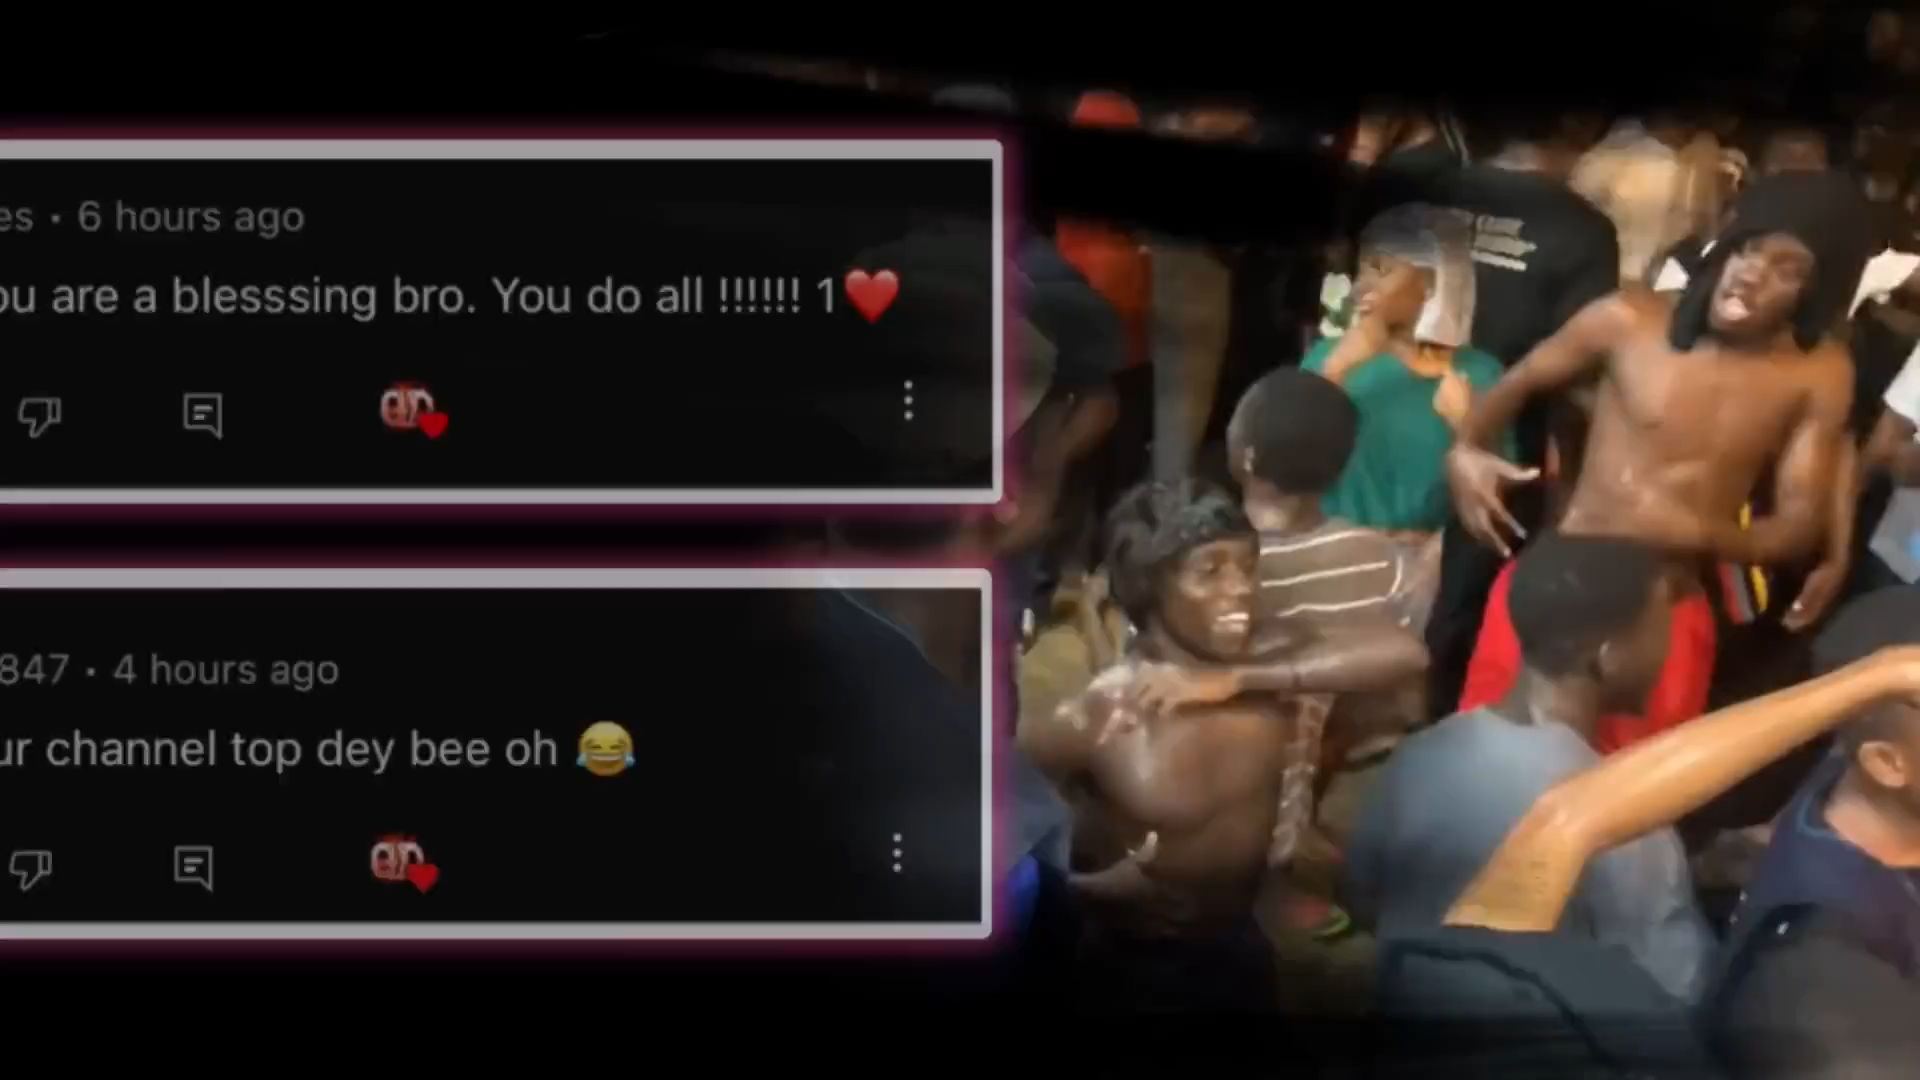 es • 6 hours ago
ou are a blesssing bro. You do all !!!!!! 1❤️
847 • 4 hours ago
ur channel top dey bee oh 😂